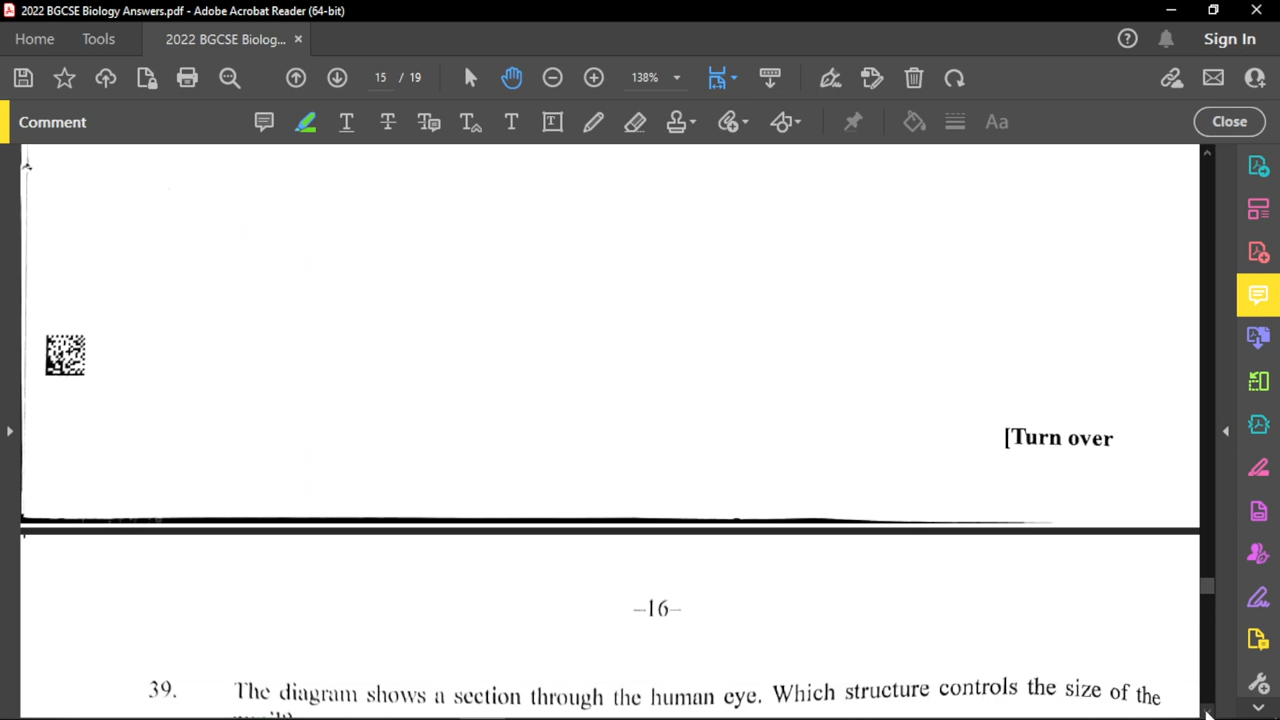 2022 BGCSE Biology Answers.pdf - Adobe Acrobat Reader (64-bit)
Home Tools 2022 BGCSE Biolog... × Sign In
15 / 19 138%
Comment Close
[Turn over
–16–
39. The diagram shows a section through the human eye. Which structure controls the size of the